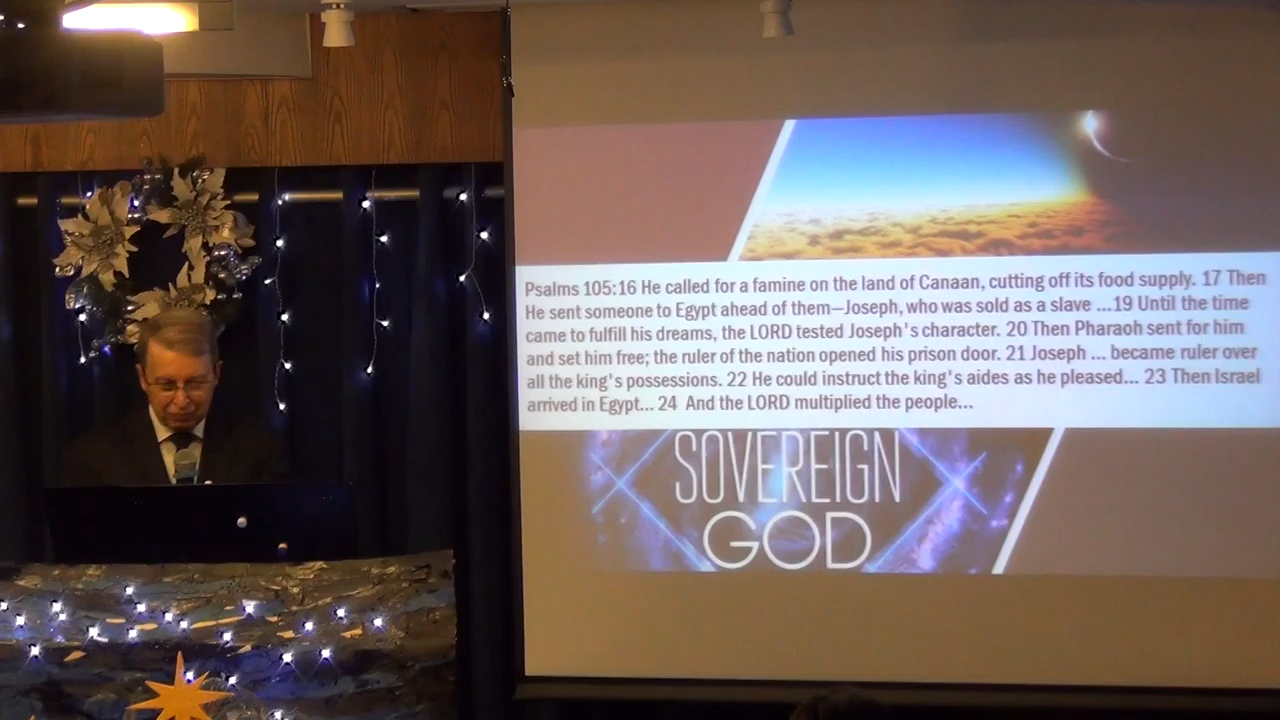 Psalms 105:16 He called for a famine on the land of Canaan, cutting off its food supply. 17 Then
He sent someone to Egypt ahead of them—Joseph, who was sold as a slave ...19 Until the time
came to fulfill his dreams, the LORD tested Joseph's character. 20 Then Pharaoh sent for him
and set him free; the ruler of the nation opened his prison door. 21 Joseph ... became ruler over
all the king's possessions. 22 He could instruct the king's aides as he pleased... 23 Then Israel
arrived in Egypt... 24 And the LORD multiplied the people...
SOVEREIGN
GOD